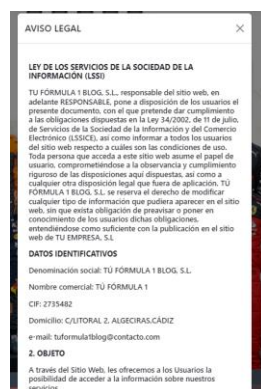 AVISO LEGAL
LEY DE LOS SERVICIOS DE LA SOCIEDAD DE LA
INFORMACIÓN (LSSI)
TU FÓRMULA 1 BLOG, S.L., responsable del sitio web, en
adelante RESPONSABLE, pone a disposición de los usuarios el
presente documento, con el que pretende dar cumplimiento
a las obligaciones dispuestas en la Ley 34/2002, de 11 de julio,
de Servicios de la Sociedad de la Información y del Comercio
Electrónico (LSSICE), así como informar a todos los usuarios
del sitio web respecto a cuáles son las condiciones de uso.
Toda persona que acceda a este sitio web asume el papel de
usuario, comprometiéndose a la observancia y cumplimiento
riguroso de las disposiciones aquí dispuestas, así como a
cualquier otra disposición legal que fuera de aplicación. TÚ
FÓRMULA 1 BLOG, S.L. se reserva el derecho de modificar
cualquier tipo de información que pudiera aparecer en el sitio
web, sin que exista obligación de preavisar o poner en
conocimiento de los usuarios dichas obligaciones,
entendiéndose como suficiente con la publicación en el sitio
web de TU EMPRESA, S.L
DATOS IDENTIFICATIVOS
Denominación social: TÚ FÓRMULA 1 BLOG, S.L.
Nombre comercial: TÚ FÓRMULA 1
CIF: 2735482
Domicilio: C/LITORAL 2, ALGECIRAS.CÁDIZ
e-mail: tuformula1blog@contacto.com
2. OBJETO
A través del Sitio Web, les ofrecemos a los Usuarios la
posibilidad de acceder a la información sobre nuestros
servicios.